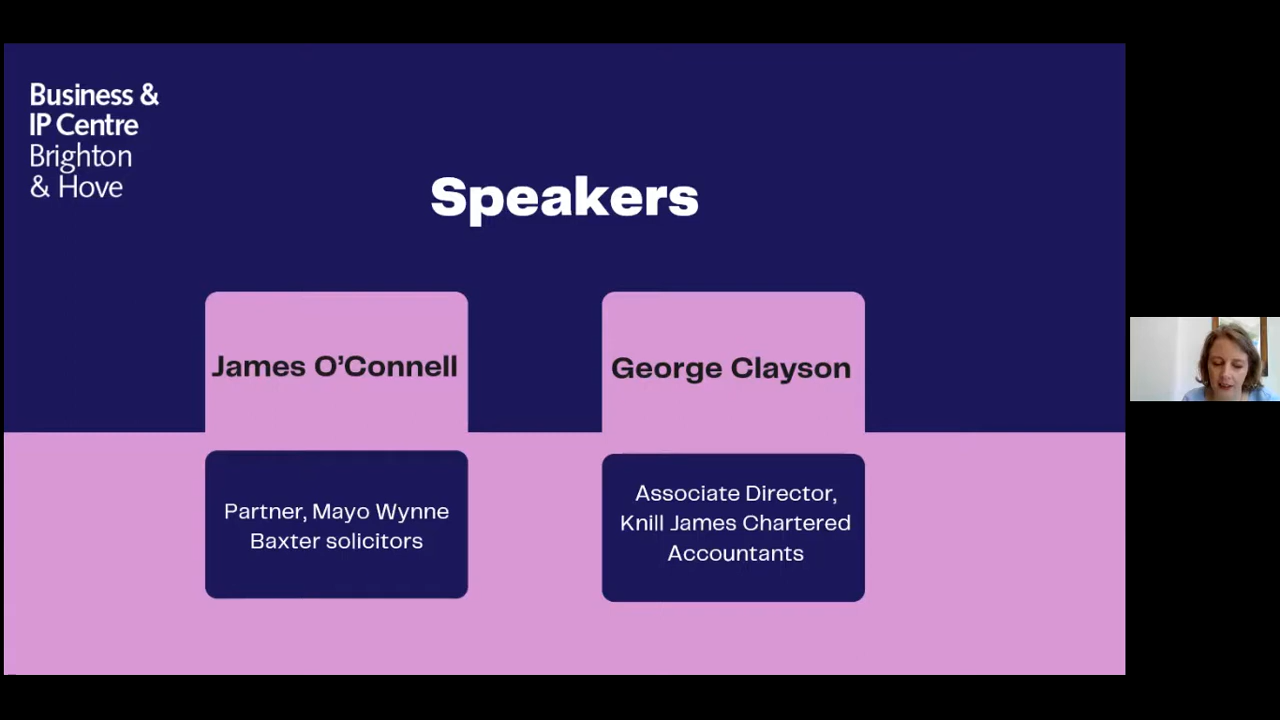 Business &
IP Centre
Brighton
& Hove
Speakers
James O’Connell
George Clayson
Partner, Mayo Wynne
Baxter solicitors
Associate Director,
Knill James Chartered
Accountants